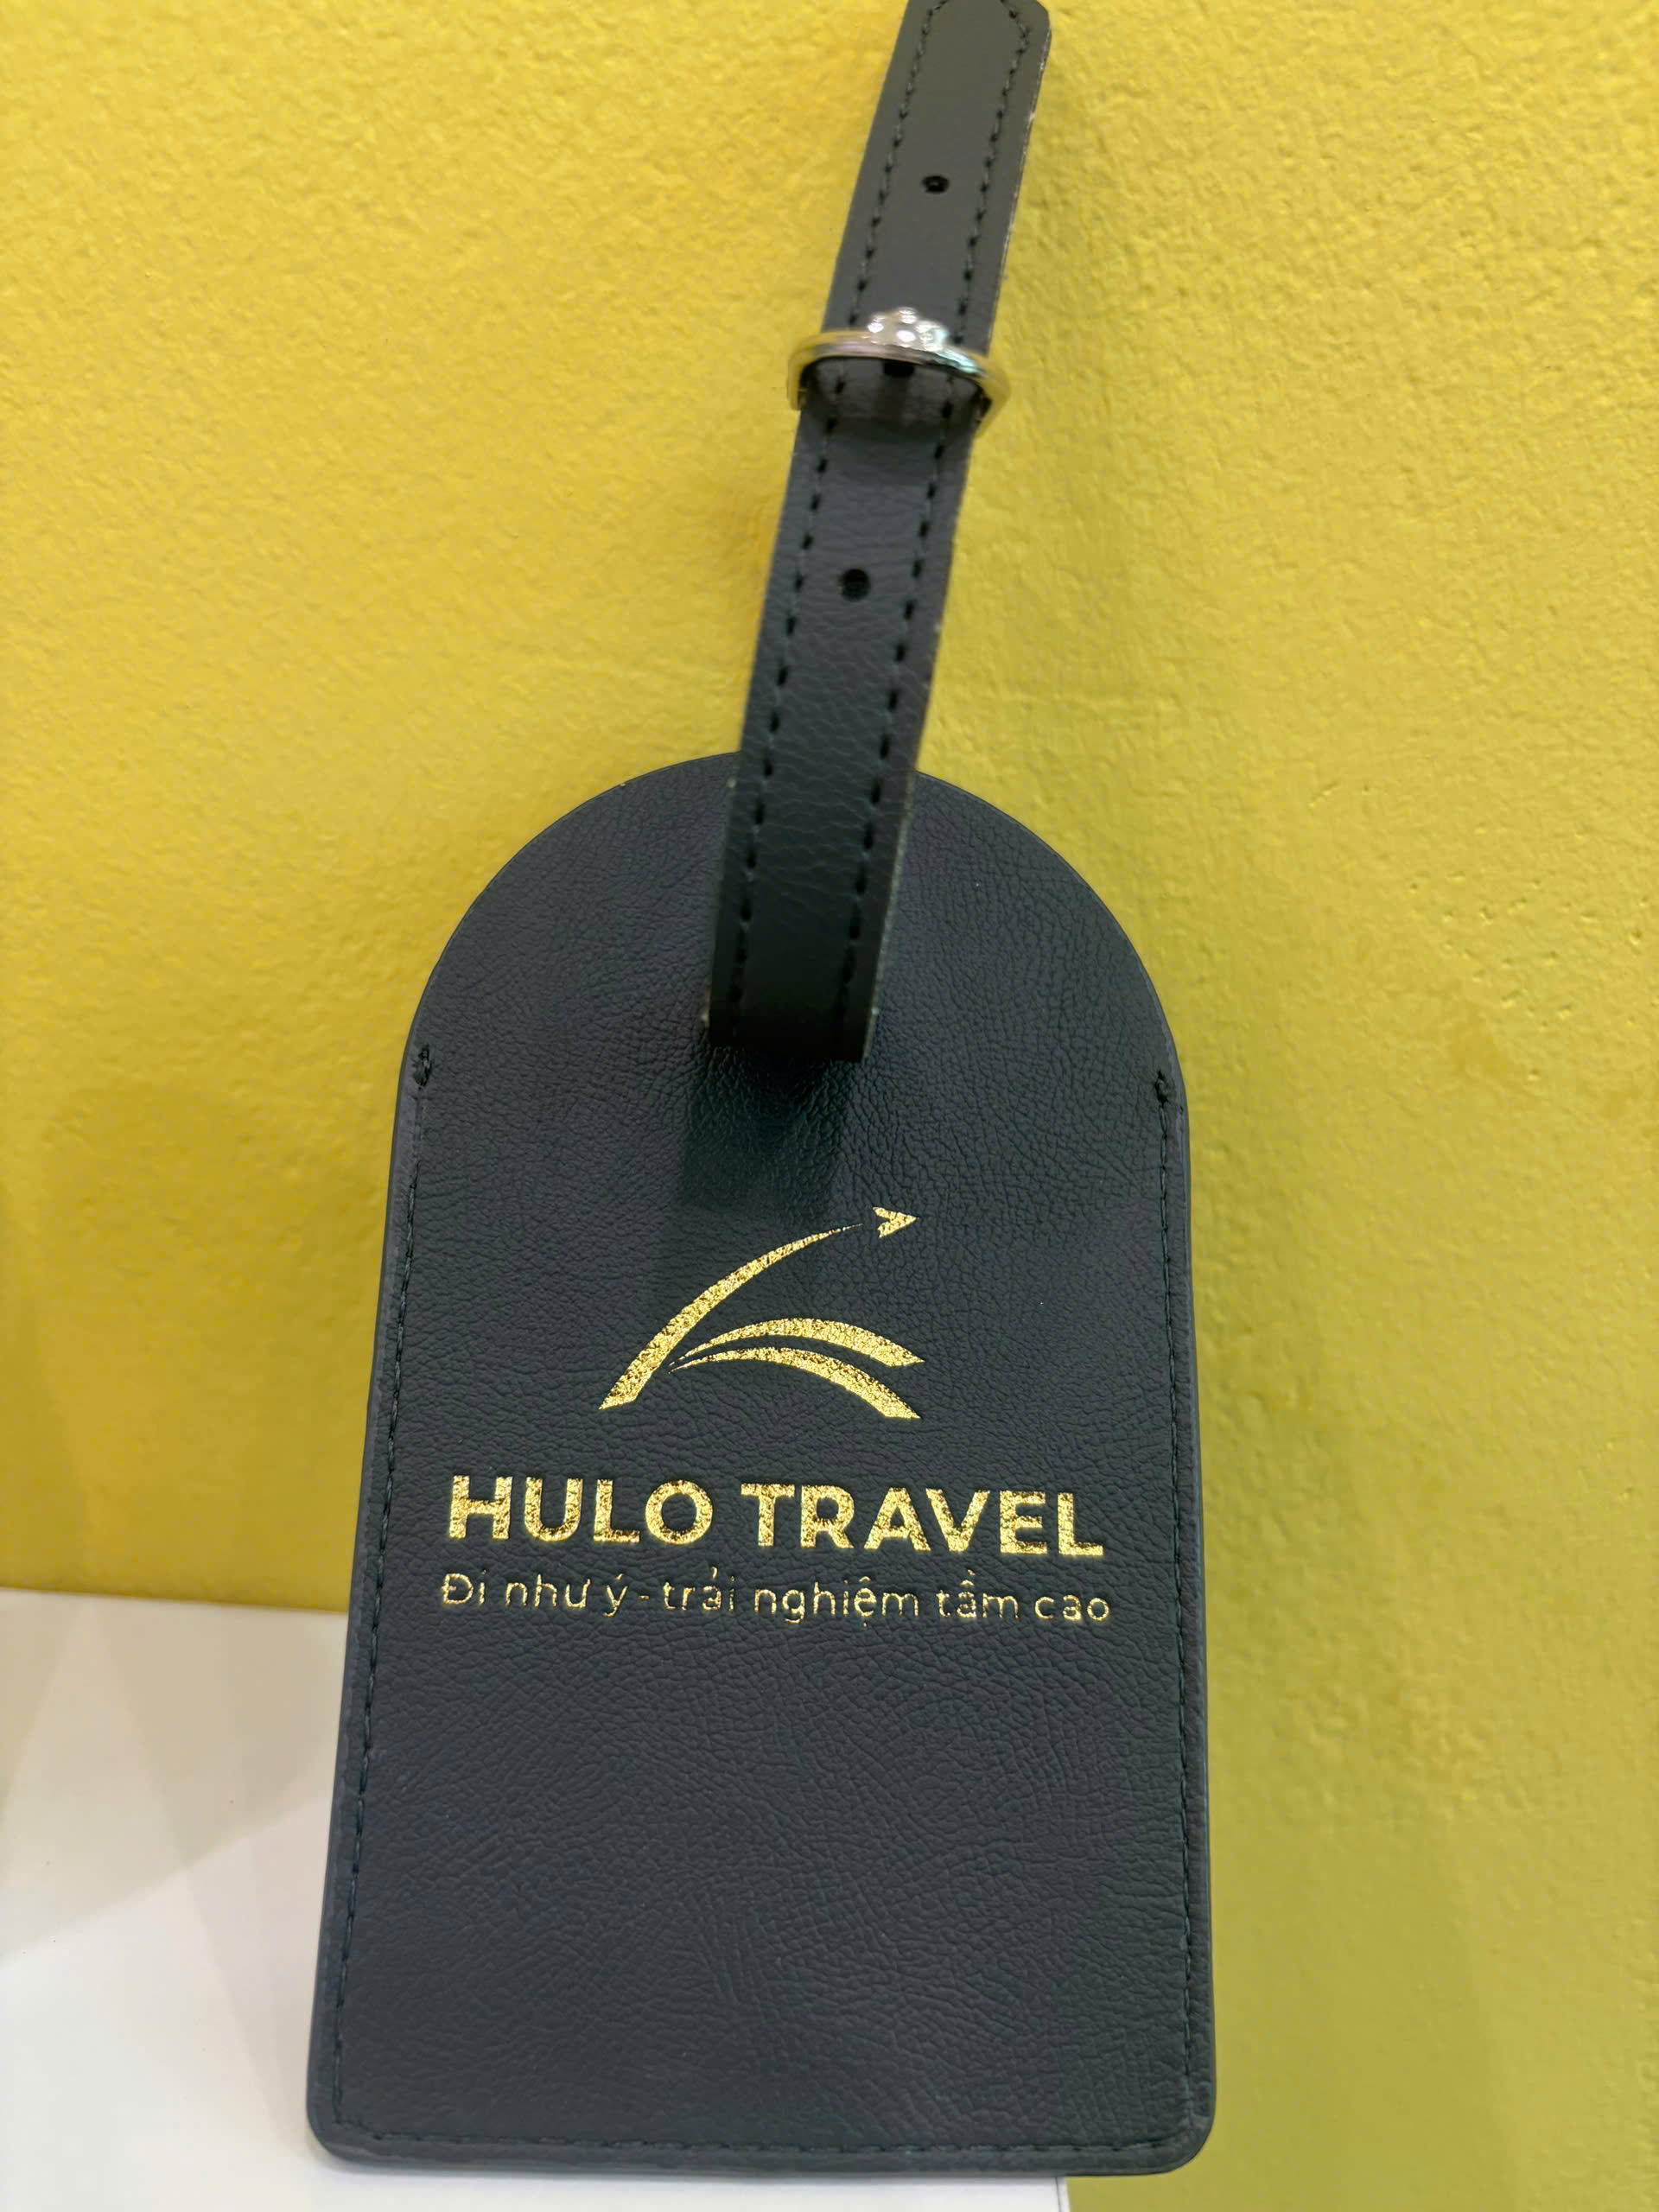 HULO TRAVEL
Đi như ý - trải nghiệm tầm cao